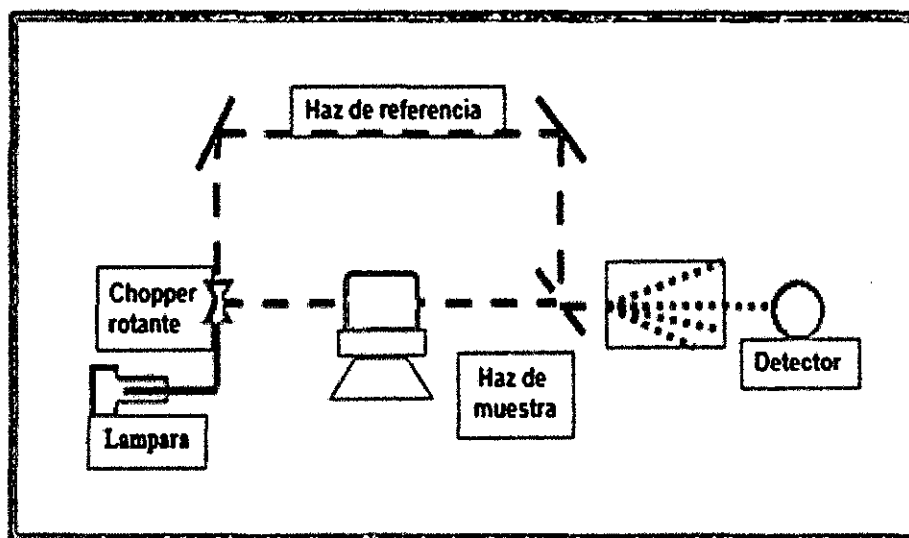 Haz de referencia
Chopper
rotante
Haz de
muestra
Detector
Lampara